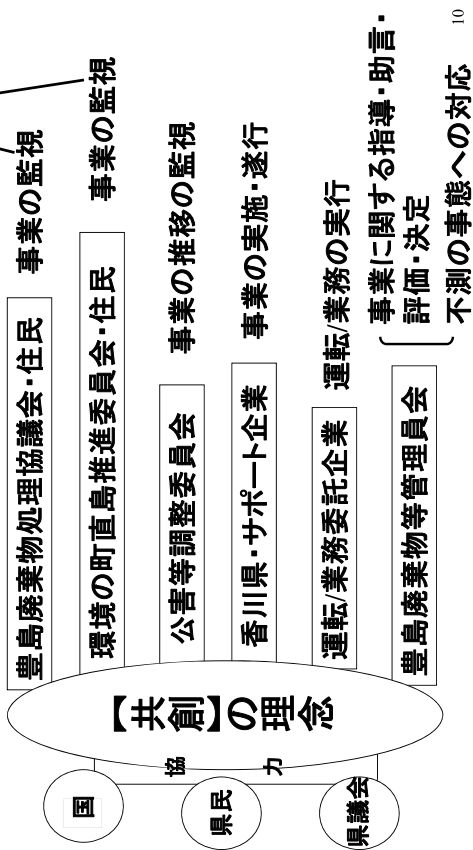 豊島廃棄物処理協議会・住民 事業の監視
環境の町直島推進委員会・住民 事業の監視
公害等調整委員会 事業の推移の監視
香川県・サポート企業 事業の実施・遂行
運転/業務委託企業 運転/業務の実行
豊島廃棄物等管理員会 事業に関する指導・助言・
評価・決定
不測の事態への対応
【共創】の理念
協力
国
県民
県議会
10